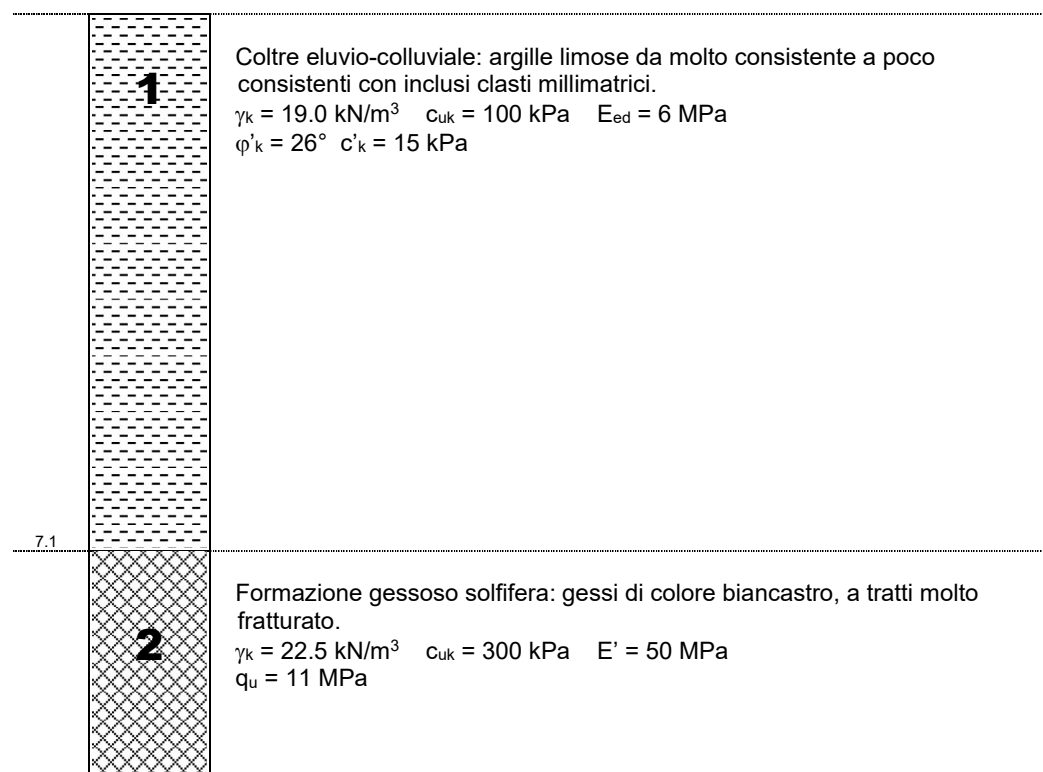 1
Coltre eluvio-colluviale: argille limose da molto consistente a poco
consistenti con inclusi clasti millimatrici.
γk = 19.0 kN/m³ cuk = 100 kPa Eed = 6 MPa
φ'k = 26° c'k = 15 kPa
7.1
2
Formazione gessoso solfifera: gessi di colore biancastro, a tratti molto
fratturato.
γk = 22.5 kN/m³ cuk = 300 kPa E' = 50 MPa
qu = 11 MPa